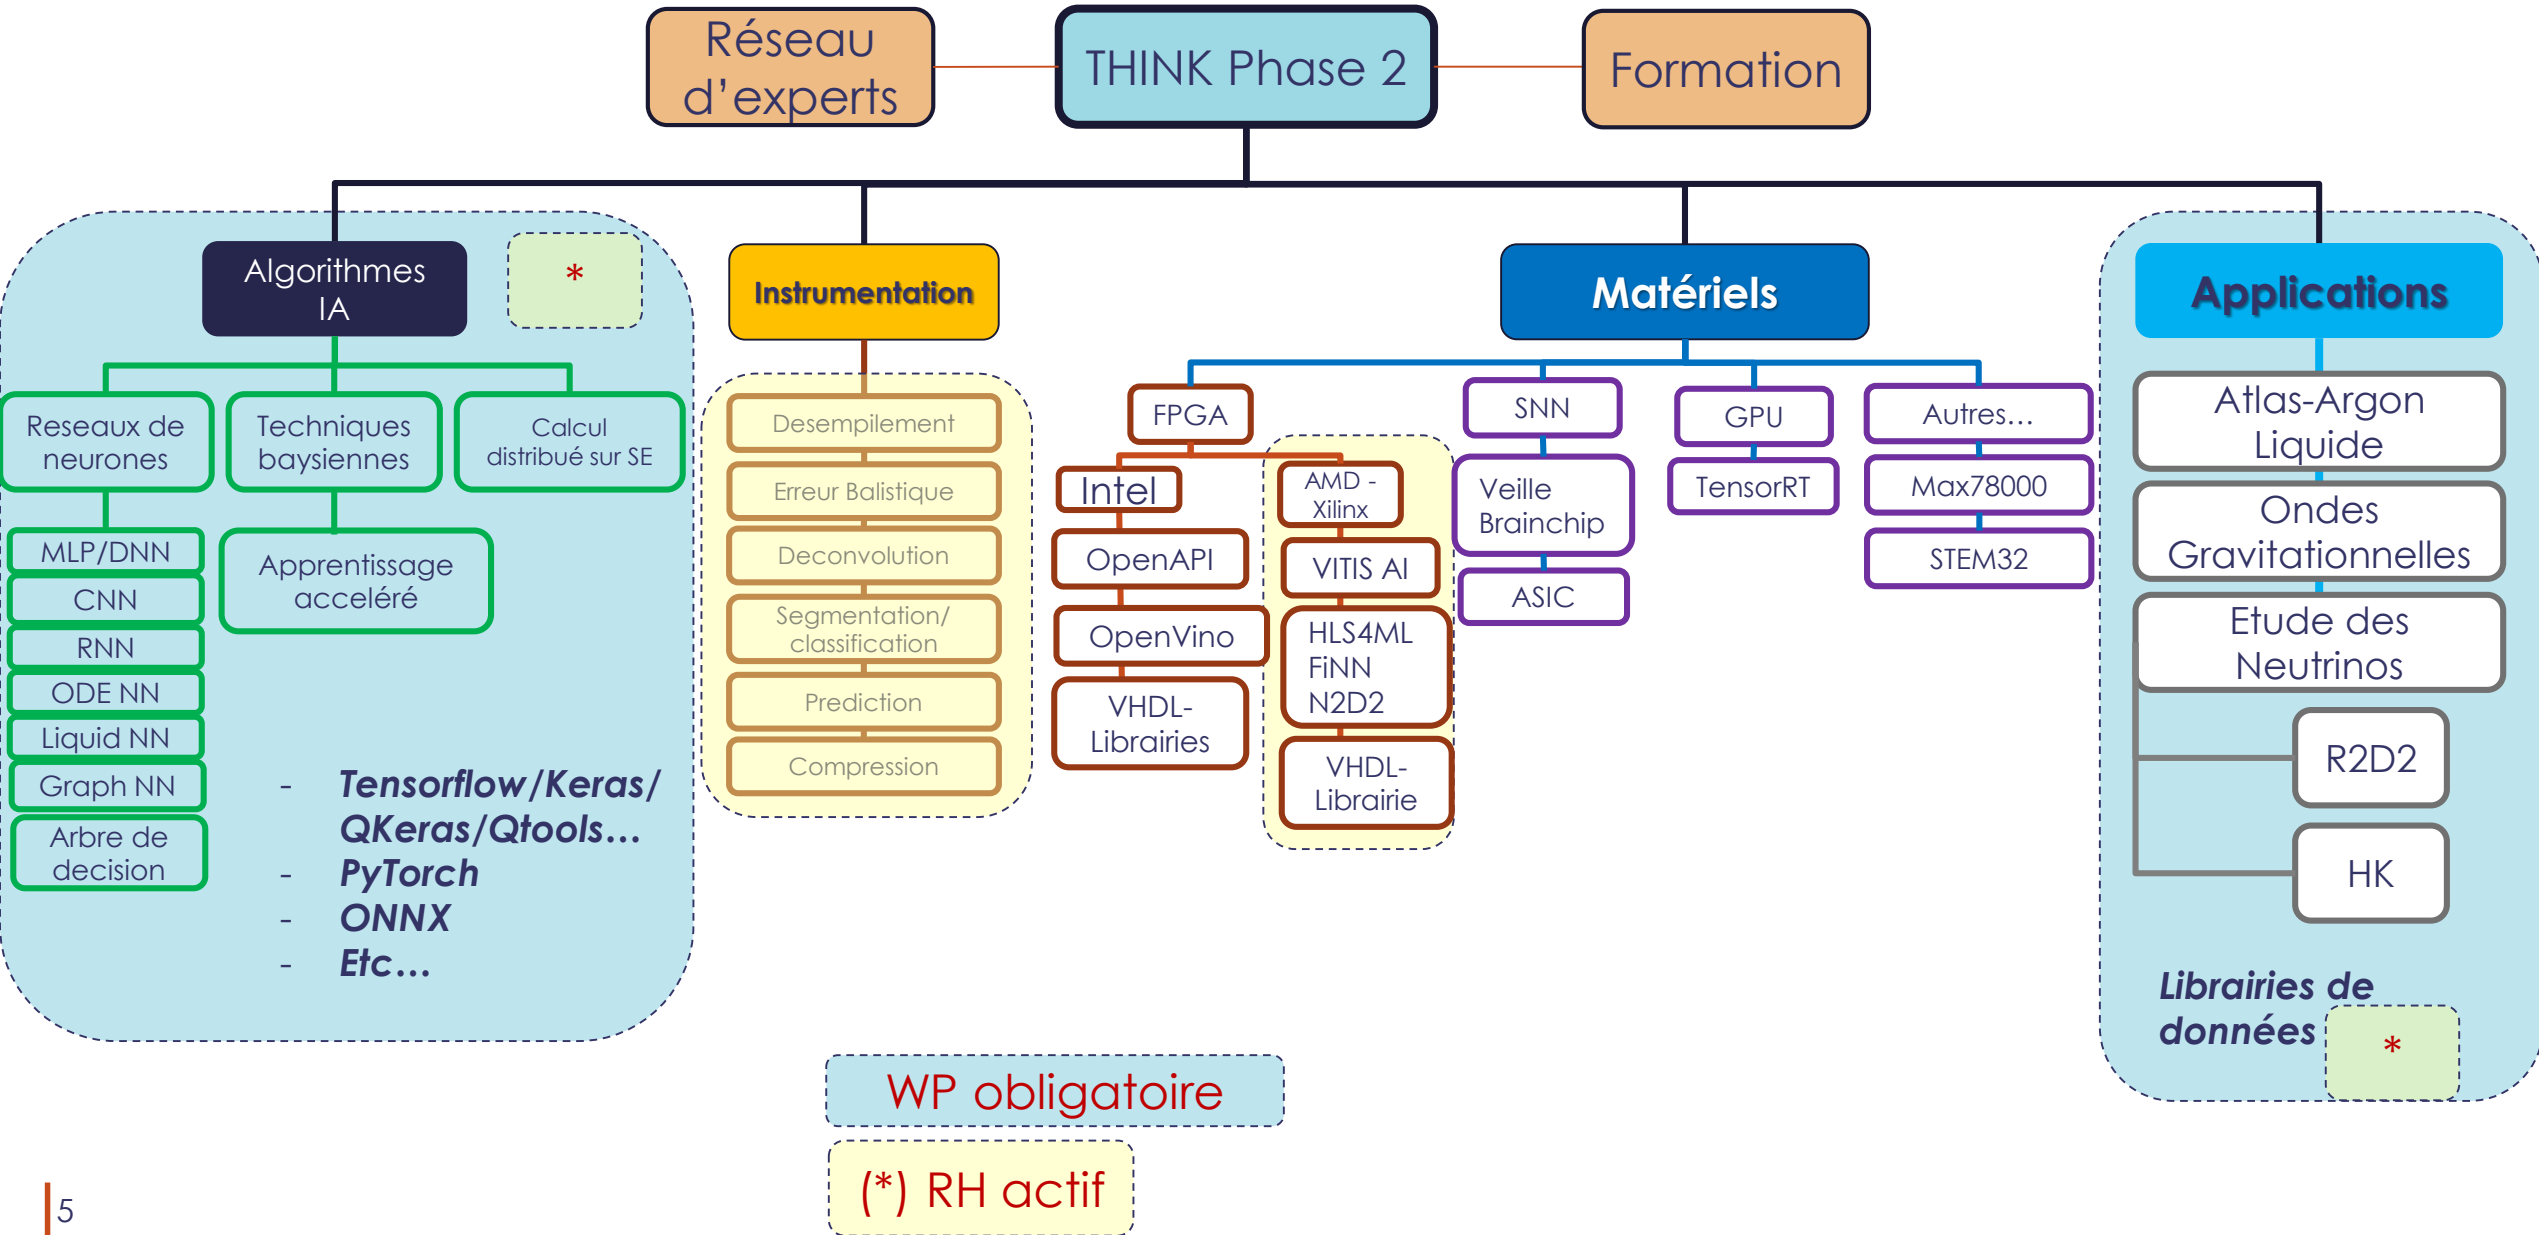 Réseau
d'experts
THINK Phase 2
Formation
Algorithmes
IA
*
Instrumentation
Matériels
Applications
Reseaux de
neurones
Techniques
baysiennes
Calcul
distribué sur SE
MLP/DNN
CNN
RNN
ODE NN
Liquid NN
Graph NN
Arbre de
decision
Apprentissage
acceléré
- Tensorflow/Keras/
QKeras/Qtools...
- PyTorch
- ONNX
- Etc...
Desempilement
Erreur Balistique
Deconvolution
Segmentation/
classification
Prediction
Compression
FPGA
Intel
OpenAPI
OpenVino
VHDL-
Librairies
AMD -
Xilinx
VITIS AI
HLS4ML
FiNN
N2D2
VHDL-
Librairie
SNN
Veille
Brainchip
ASIC
GPU
TensorRT
Autres...
Max78000
STEM32
Atlas-Argon
Liquide
Ondes
Gravitationnelles
Etude des
Neutrinos
R2D2
HK
Librairies de
données
*
WP obligatoire
(*) RH actif
5